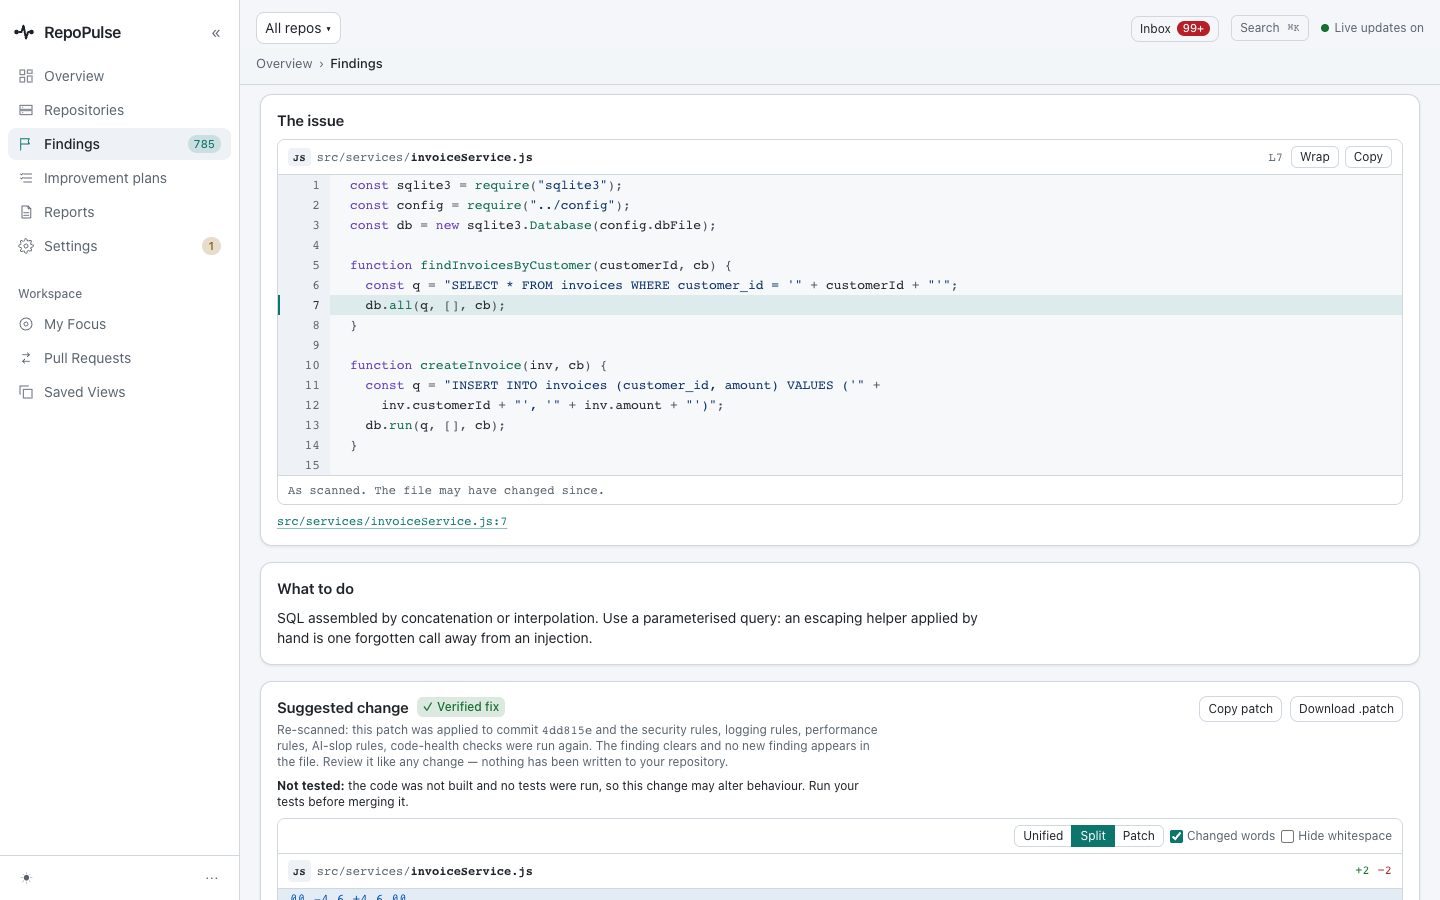 RepoPulse
«
Overview
Repositories
Findings 785
Improvement plans
Reports
Settings 1
Workspace
My Focus
Pull Requests
Saved Views
...
All repos ▾
Inbox 99+
Search ⌘K
Live updates on
Overview › Findings
The issue
JS src/services/invoiceService.js
L7 Wrap Copy
1 const sqlite3 = require("sqlite3");
2 const config = require("../config");
3 const db = new sqlite3.Database(config.dbFile);
4
5 function findInvoicesByCustomer(customerId, cb) {
6 const q = "SELECT * FROM invoices WHERE customer_id = '" + customerId + "'";
7 db.all(q, [], cb);
8 }
9
10 function createInvoice(inv, cb) {
11 const q = "INSERT INTO invoices (customer_id, amount) VALUES ('" +
12 inv.customerId + "', '" + inv.amount + "')";
13 db.run(q, [], cb);
14 }
15
As scanned. The file may have changed since.
src/services/invoiceService.js:7
What to do
SQL assembled by concatenation or interpolation. Use a parameterised query: an escaping helper applied by
hand is one forgotten call away from an injection.
Suggested change ✓ Verified fix
Copy patch Download .patch
Re-scanned: this patch was applied to commit 4dd815e and the security rules, logging rules, performance
rules, AI-slop rules, code-health checks were run again. The finding clears and no new finding appears in
the file. Review it like any change — nothing has been written to your repository.
Not tested: the code was not built and no tests were run, so this change may alter behaviour. Run your
tests before merging it.
Unified Split Patch Changed words Hide whitespace
JS src/services/invoiceService.js
+2 −2
@@ −4,6 +4,6 @@